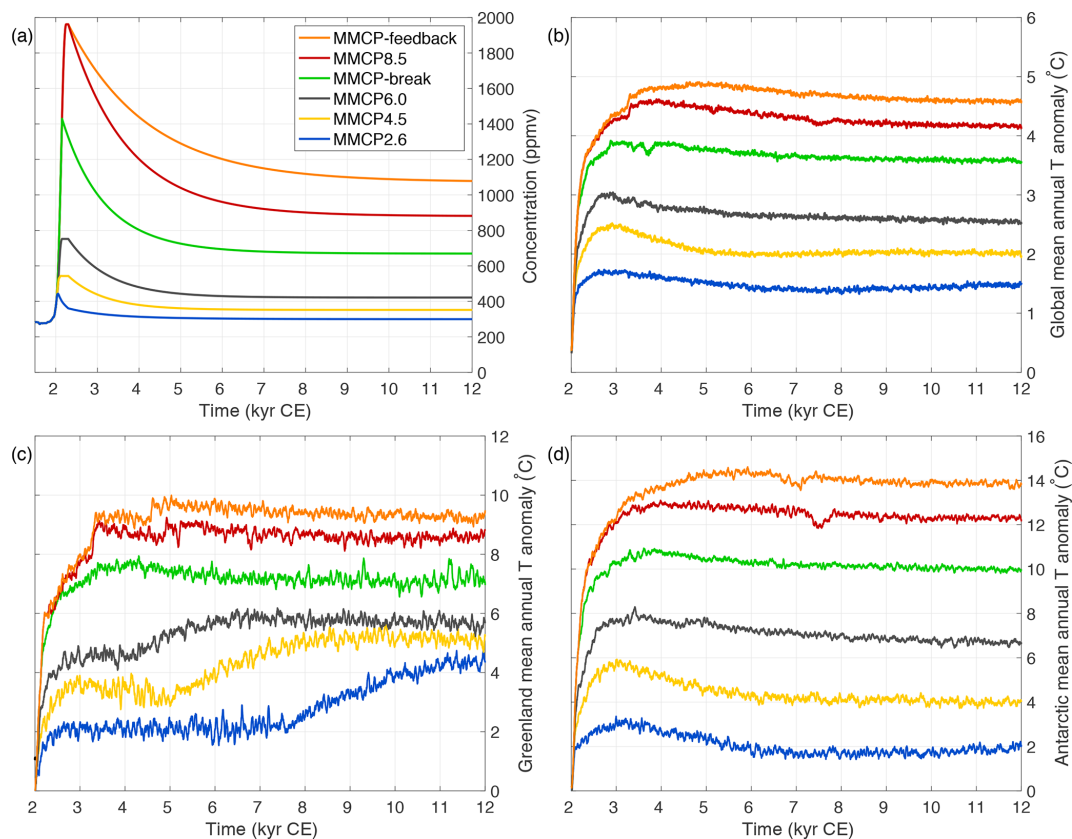 (a)
MMCP-feedback
MMCP8.5
MMCP-break
MMCP6.0
MMCP4.5
MMCP2.6
2000
1800
1600
1400
1200
1000
800
600
400
200
0
Concentration (ppmv)
2 3 4 5 6 7 8 9 10 11 12
Time (kyr CE)
(b)
6
5
4
3
2
1
0
Global mean annual T anomaly °C
2 3 4 5 6 7 8 9 10 11 12
Time (kyr CE)
(c)
12
10
8
6
4
2
0
Greenland mean annual T anomaly °C
2 3 4 5 6 7 8 9 10 11 12
Time (kyr CE)
(d)
16
14
12
10
8
6
4
2
0
Antarctic mean annual T anomaly °C
2 3 4 5 6 7 8 9 10 11 12
Time (kyr CE)